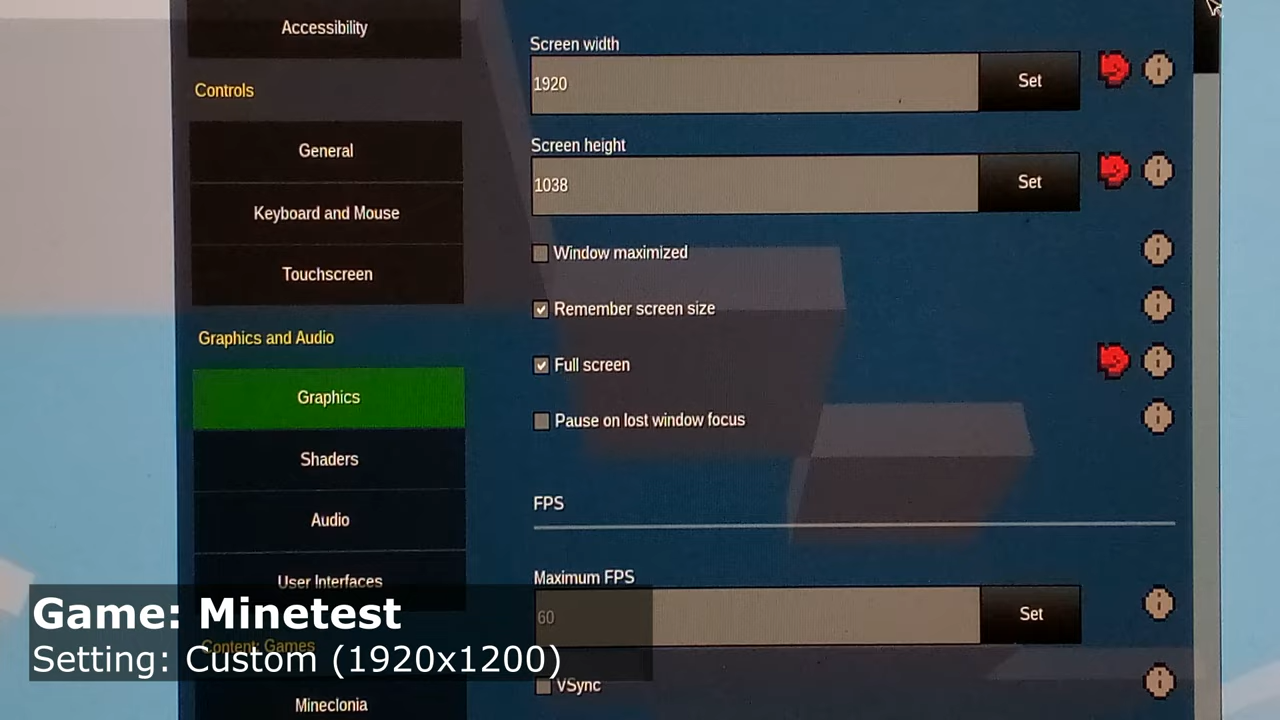 Accessibility
Controls
General
Keyboard and Mouse
Touchscreen
Graphics and Audio
Graphics
Shaders
Audio
User Interfaces
Content: Games
Mineclonia
Screen width
1920
Set
Screen height
1038
Set
Window maximized
Remember screen size
Full screen
Pause on lost window focus
FPS
Maximum FPS
60
Set
VSync
Game: Minetest
Setting: Custom (1920x1200)